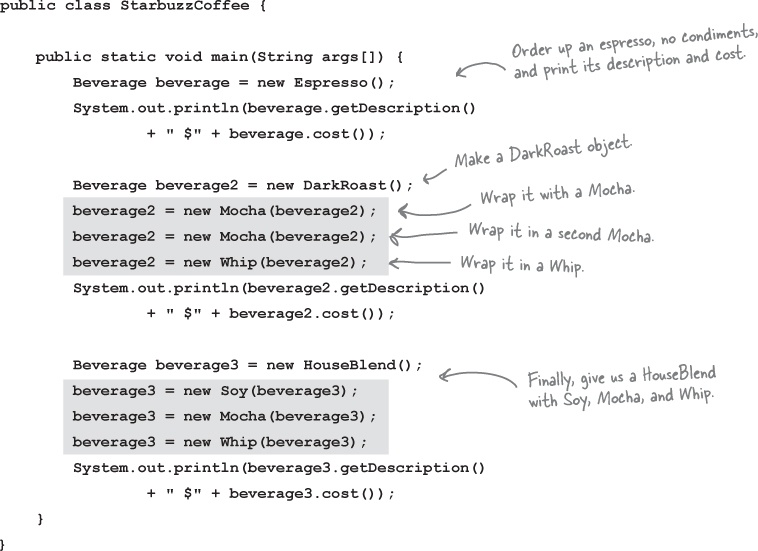 public class StarbuzzCoffee {
public static void main(String args[]) {
Order up an espresso, no condiments,
and print its description and cost.
Beverage beverage = new Espresso();
System.out.println(beverage.getDescription()
+ " $" + beverage.cost());
Make a DarkRoast object.
Beverage beverage2 = new DarkRoast();
Wrap it with a Mocha.
beverage2 = new Mocha(beverage2);
Wrap it in a second Mocha.
beverage2 = new Mocha(beverage2);
Wrap it in a Whip.
beverage2 = new Whip(beverage2);
System.out.println(beverage2.getDescription()
+ " $" + beverage2.cost());
Beverage beverage3 = new HouseBlend();
Finally, give us a HouseBlend
with Soy, Mocha, and Whip.
beverage3 = new Soy(beverage3);
beverage3 = new Mocha(beverage3);
beverage3 = new Whip(beverage3);
System.out.println(beverage3.getDescription()
+ " $" + beverage3.cost());
}
}